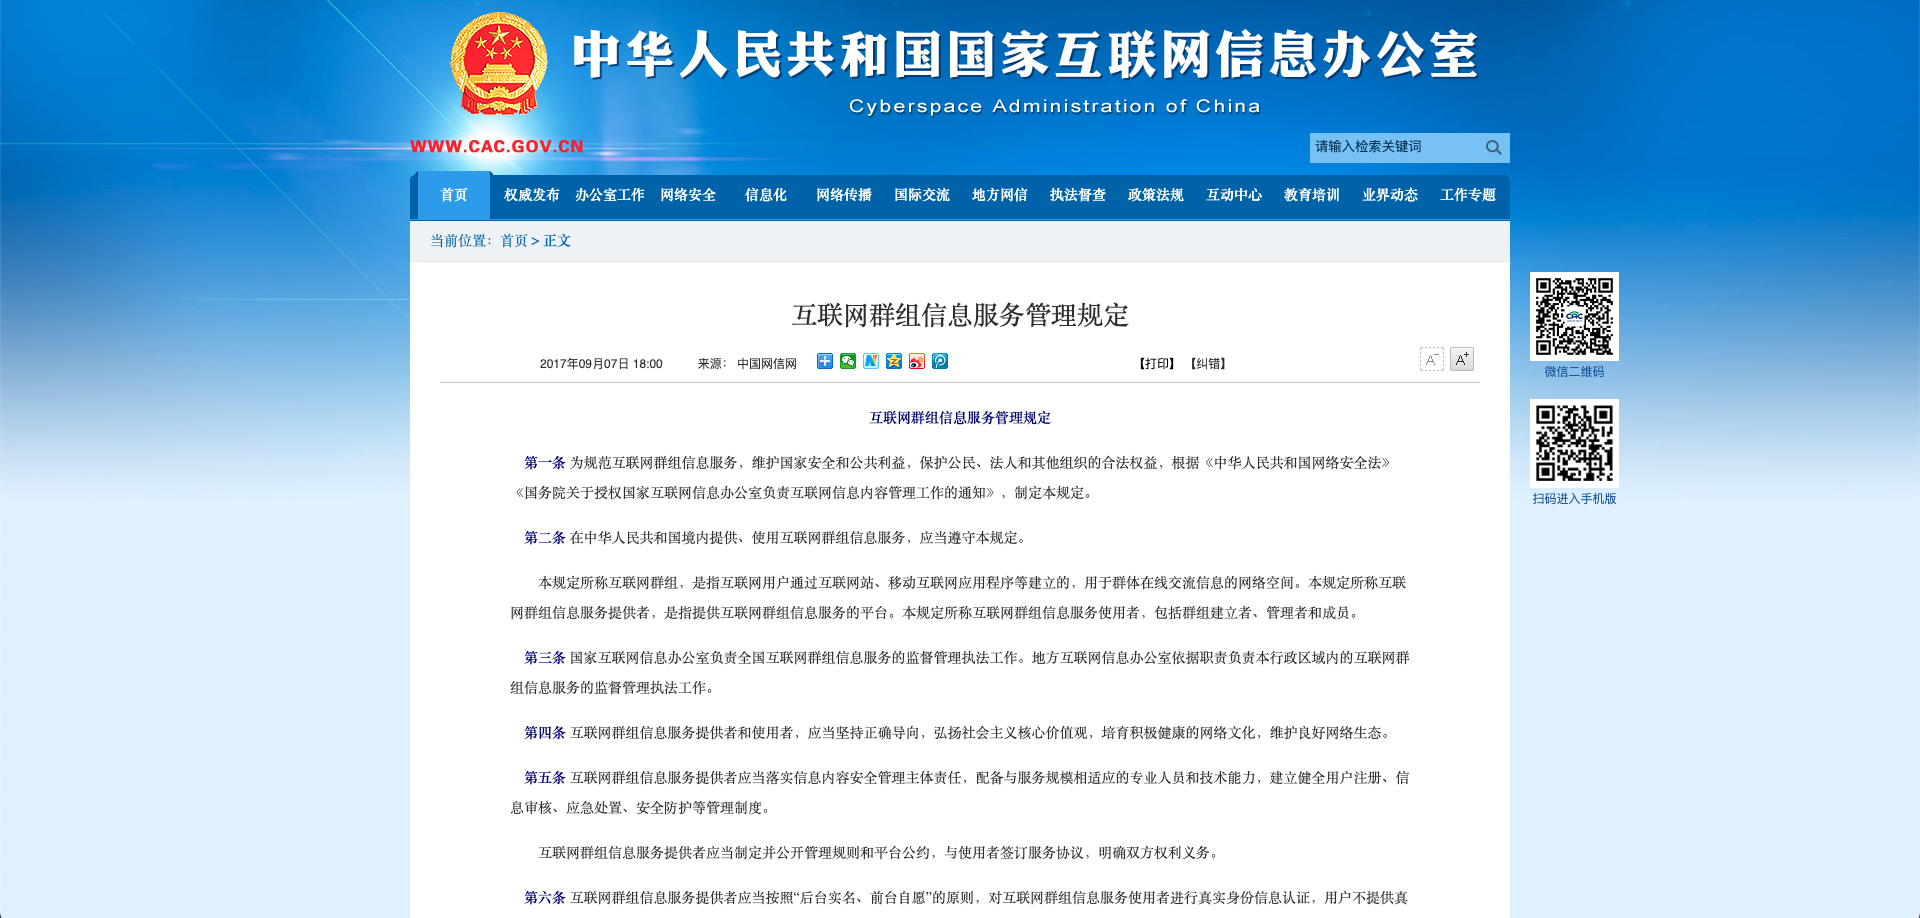 中华人民共和国国家互联网信息办公室
Cyberspace Administration of China
WWW.CAC.GOV.CN
请输入检索关键词
首页 权威发布 办公室工作 网络安全 信息化 网络传播 国际交流 地方网信 执法督查 政策法规 互动中心 教育培训 业界动态 工作专题
当前位置：首页 > 正文
互联网群组信息服务管理规定
2017年09月07日 18:00 来源： 中国网信网 【打印】 【纠错】 A- A+
微信二维码
扫码进入手机版
互联网群组信息服务管理规定
第一条 为规范互联网群组信息服务，维护国家安全和公共利益，保护公民、法人和其他组织的合法权益，根据《中华人民共和国网络安全法》
《国务院关于授权国家互联网信息办公室负责互联网信息内容管理工作的通知》，制定本规定。
第二条 在中华人民共和国境内提供、使用互联网群组信息服务，应当遵守本规定。
本规定所称互联网群组，是指互联网用户通过互联网站、移动互联网应用程序等建立的，用于群体在线交流信息的网络空间。本规定所称互联
网群组信息服务提供者，是指提供互联网群组信息服务的平台。本规定所称互联网群组信息服务使用者，包括群组建立者、管理者和成员。
第三条 国家互联网信息办公室负责全国互联网群组信息服务的监督管理执法工作。地方互联网信息办公室依据职责负责本行政区域内的互联网群
组信息服务的监督管理执法工作。
第四条 互联网群组信息服务提供者和使用者，应当坚持正确导向，弘扬社会主义核心价值观，培育积极健康的网络文化，维护良好网络生态。
第五条 互联网群组信息服务提供者应当落实信息内容安全管理主体责任，配备与服务规模相适应的专业人员和技术能力，建立健全用户注册、信
息审核、应急处置、安全防护等管理制度。
互联网群组信息服务提供者应当制定并公开管理规则和平台公约，与使用者签订服务协议，明确双方权利义务。
第六条 互联网群组信息服务提供者应当按照“后台实名、前台自愿”的原则，对互联网群组信息服务使用者进行真实身份信息认证，用户不提供真